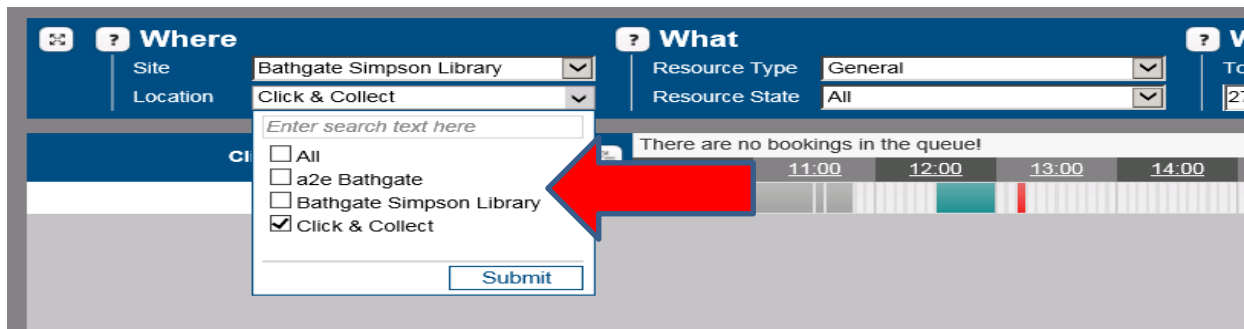 ? Where
Site Bathgate Simpson Library
Location Click & Collect
Enter search text here
All
a2e Bathgate
Bathgate Simpson Library
Click & Collect
Submit
? What
Resource Type General
Resource State All
?
There are no bookings in the queue!
11:00 12:00 13:00 14:00